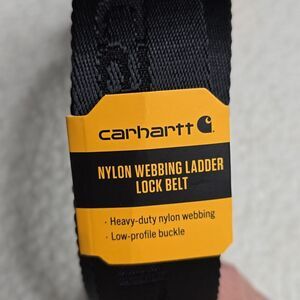 carhartt
NYLON WEBBING LADDER
LOCK BELT
· Heavy-duty nylon webbing
· Low-profile buckle